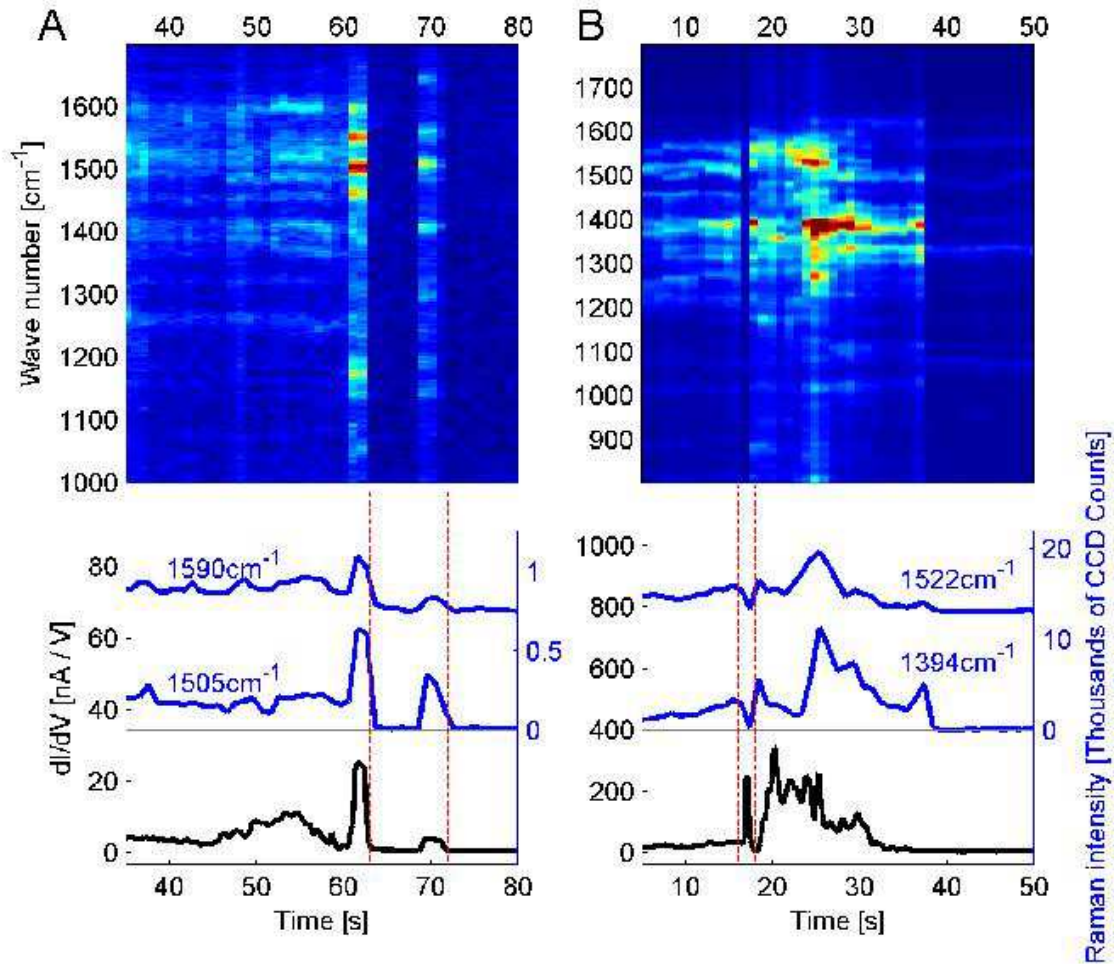 A
40 50 60 70 80
B
10 20 30 40 50
Wave number [cm-1]
1600
1500
1400
1300
1200
1100
1000
1700
1600
1500
1400
1300
1200
1100
1000
900
80
60
40
20
0
dI/dV [nA / V]
1590cm-1
1505cm-1
1
0.5
0
1000
800
600
400
200
0
1522cm-1
1394cm-1
20
10
0
Raman intensity [Thousands of CCD Counts]
40 50 60 70 80
Time [s]
10 20 30 40 50
Time [s]